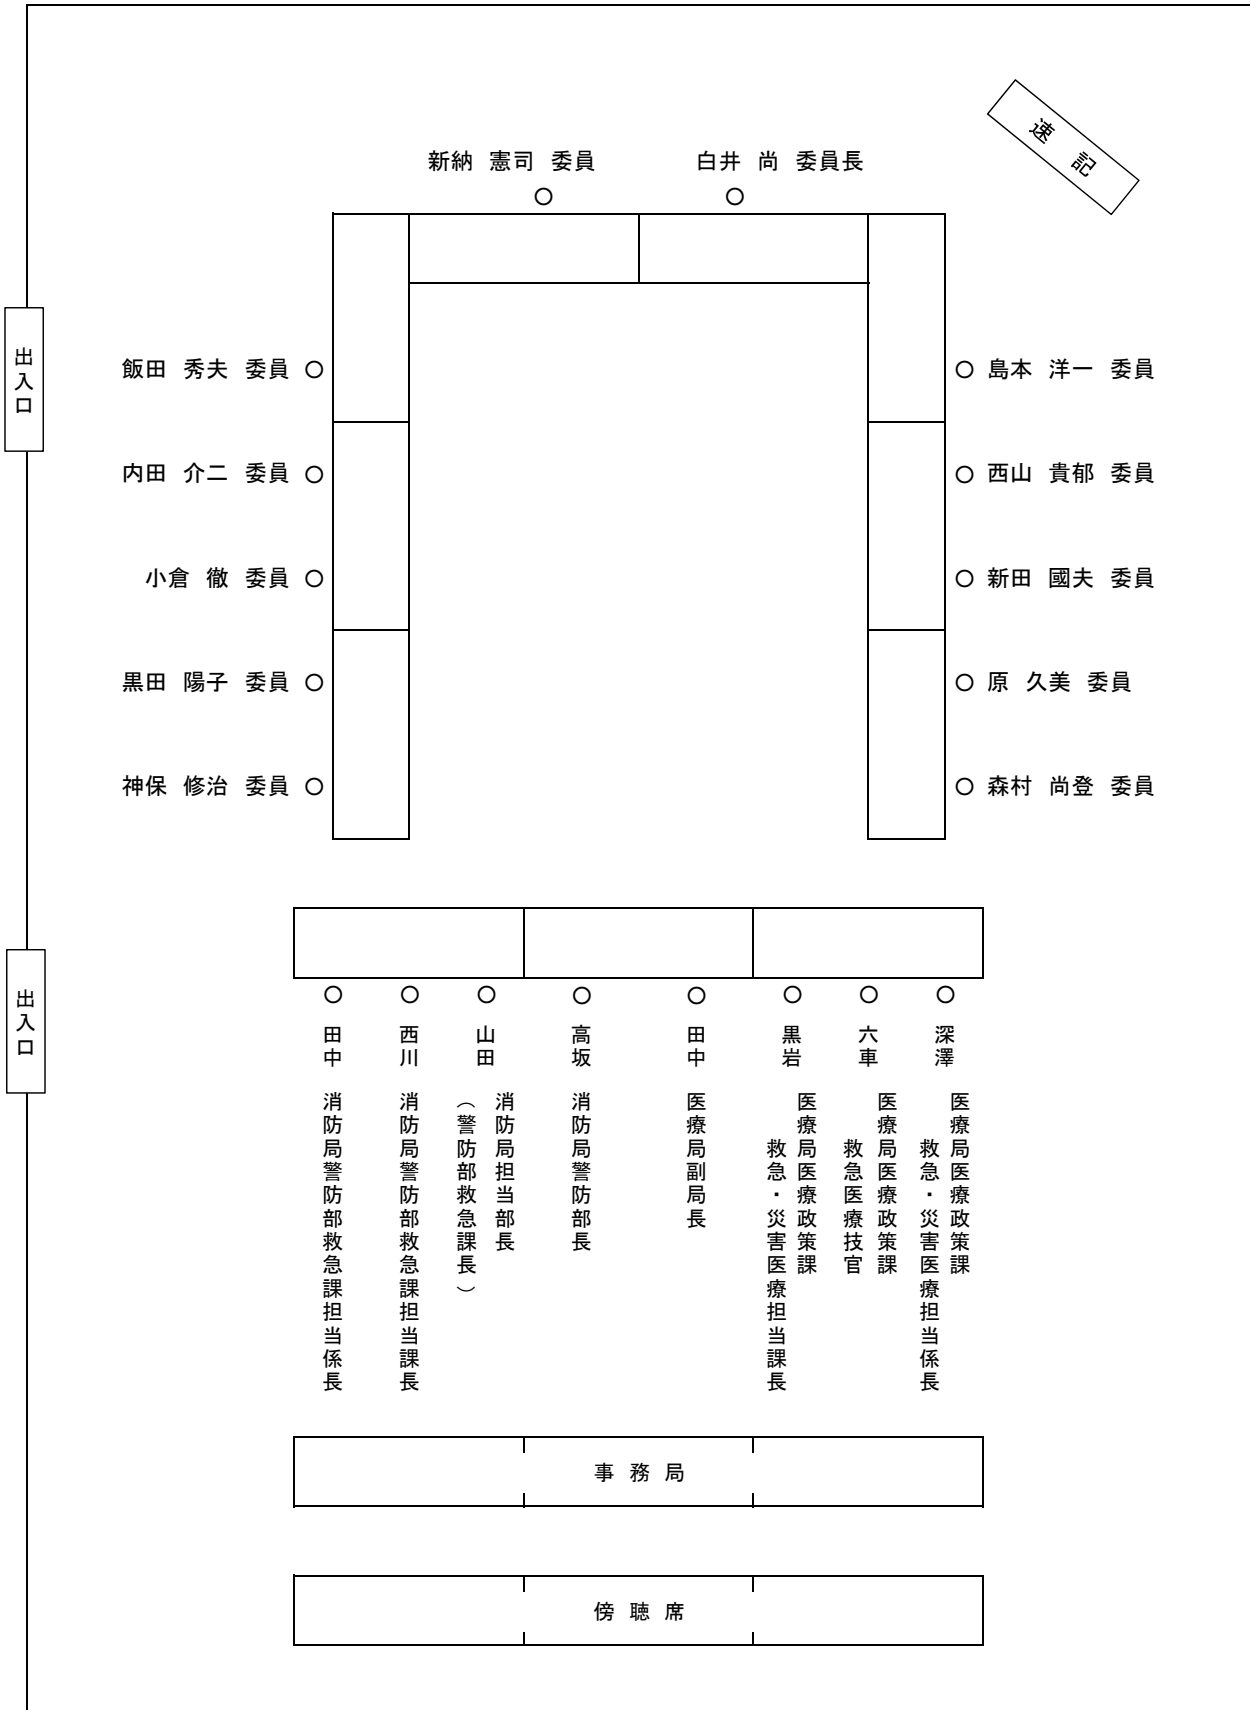 速記
新納 憲司 委員
白井 尚 委員長
出入口
飯田 秀夫 委員
島本 洋一 委員
内田 介二 委員
西山 貴郁 委員
小倉 徹 委員
新田 國夫 委員
黒田 陽子 委員
原 久美 委員
神保 修治 委員
森村 尚登 委員
出入口
田中 消防局警防部救急課担当係長
西川 消防局警防部救急課担当課長
山田 消防局担当部長
（警防部救急課長）
高坂 消防局警防部長
田中 医療局副局長
黒岩 医療局医療政策課
救急・災害医療担当課長
六車 医療局医療政策課
救急医療技官
深澤 医療局医療政策課
救急・災害医療担当係長
事務局
傍聴席